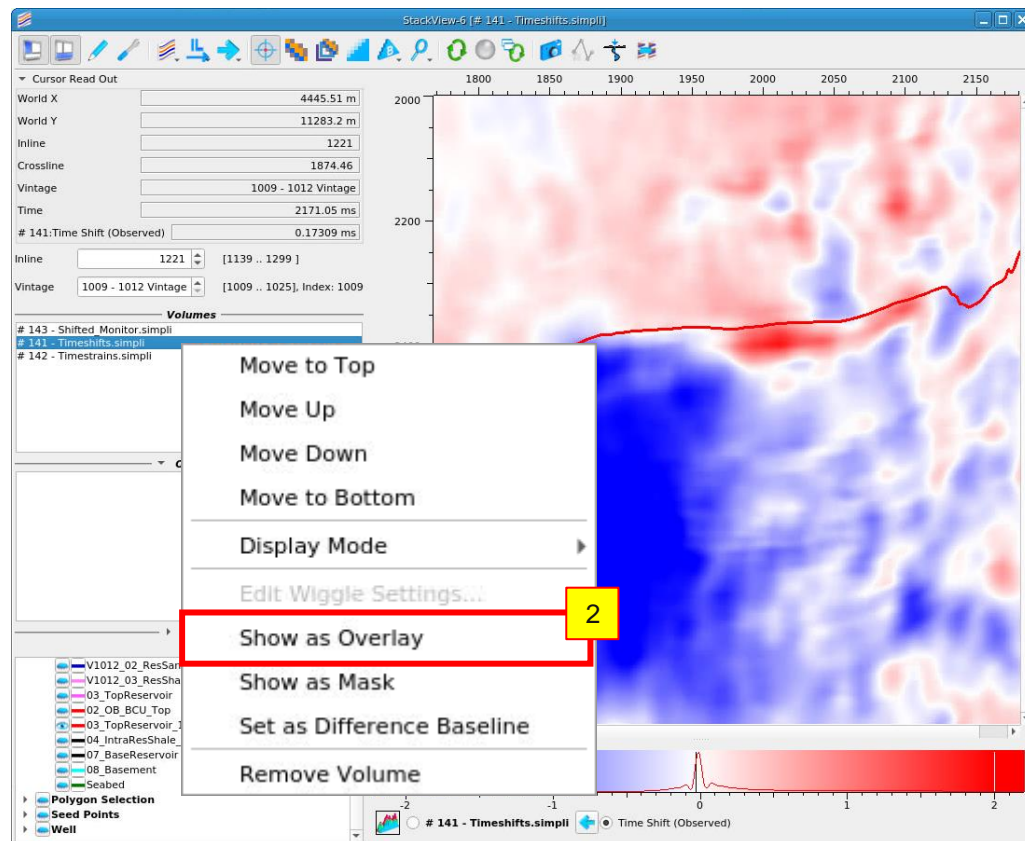 StackView-6 [# 141 - Timeshifts.simpli]
Cursor Read Out
World X 4445.51 m
World Y 11283.2 m
Inline 1221
Crossline 1874.46
Vintage 1009 - 1012 Vintage
Time 2171.05 ms
# 141:Time Shift (Observed) 0.17309 ms
Inline 1221 [1139 .. 1299 ]
Vintage 1009 - 1012 Vintage [1009 .. 1025], Index: 1009
Volumes
# 143 - Shifted_Monitor.simpli
# 141 - Timeshifts.simpli
# 142 - Timestrains.simpli
1800 1850 1900 1950 2000 2050 2100 2150
2000
2200
Move to Top
Move Up
Move Down
Move to Bottom
Display Mode
Edit Wiggle Settings...
2
Show as Overlay
Show as Mask
Set as Difference Baseline
Remove Volume
V1012_02_ResSan
V1012_03_ResSha
03_TopReservoir
02_OB_BCU_Top
03_TopReservoir_1
04_IntraResShale_
07_BaseReservoir
08_Basement
Seabed
Polygon Selection
Seed Points
Well
-2 -1 0 1 2
# 141 - Timeshifts.simpli Time Shift (Observed)